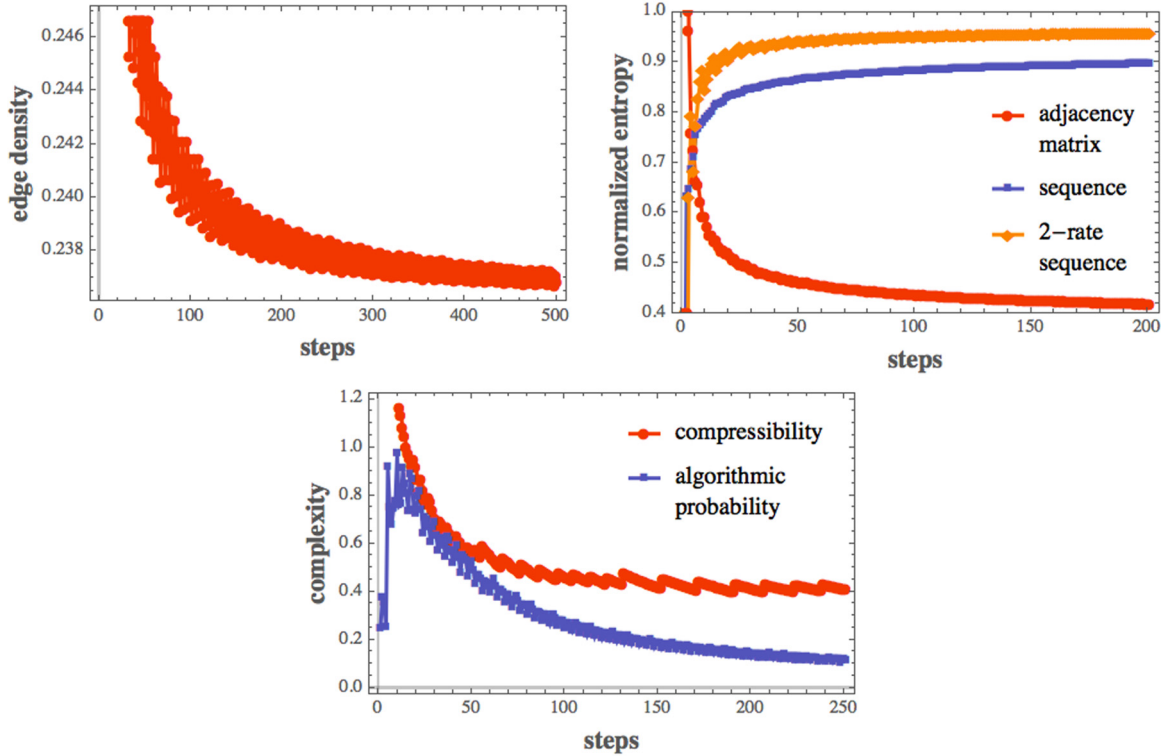 edge density
0.246
0.244
0.242
0.240
0.238
0 100 200 300 400 500
steps
normalized entropy
1.0
0.9
0.8
0.7
0.6
0.5
0.4
adjacency
matrix
sequence
2−rate
sequence
0 50 100 150 200
steps
complexity
1.2
1.0
0.8
0.6
0.4
0.2
0.0
compressibility
algorithmic
probability
0 50 100 150 200 250
steps